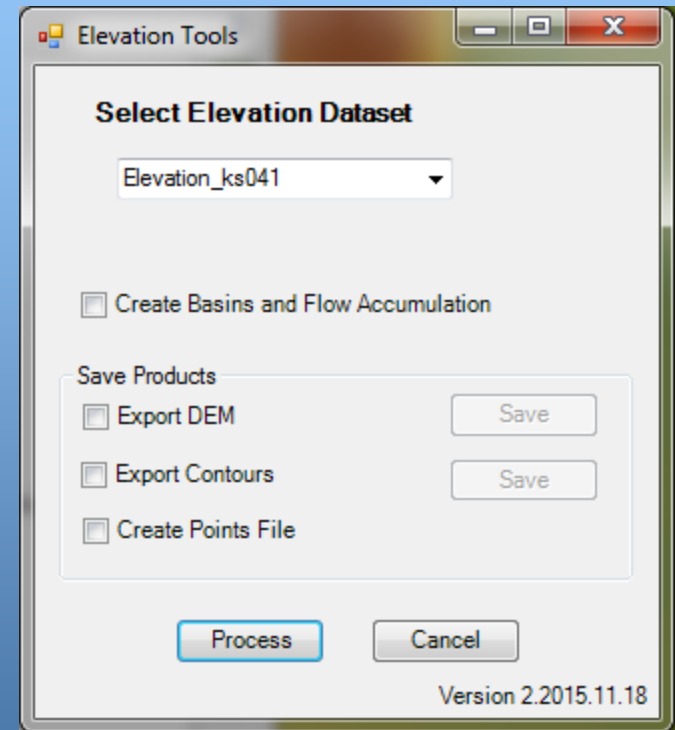 Elevation Tools
Select Elevation Dataset
Elevation_ks041
Create Basins and Flow Accumulation
Save Products
Export DEM
Save
Export Contours
Save
Create Points File
Process
Cancel
Version 2.2015.11.18